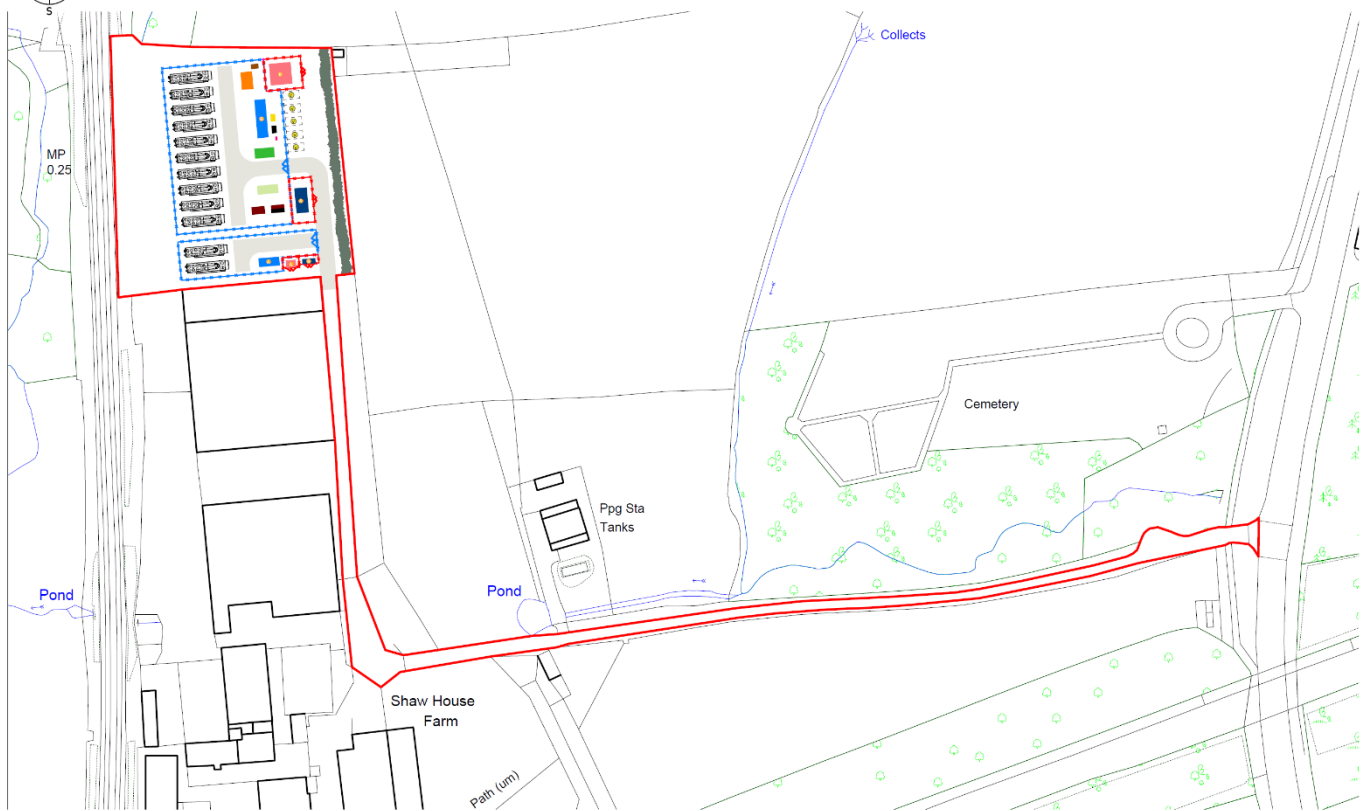 S
Collects
MP
0.25
Cemetery
Ppg Sta
Tanks
Pond
Pond
Shaw House
Farm
Path (um)